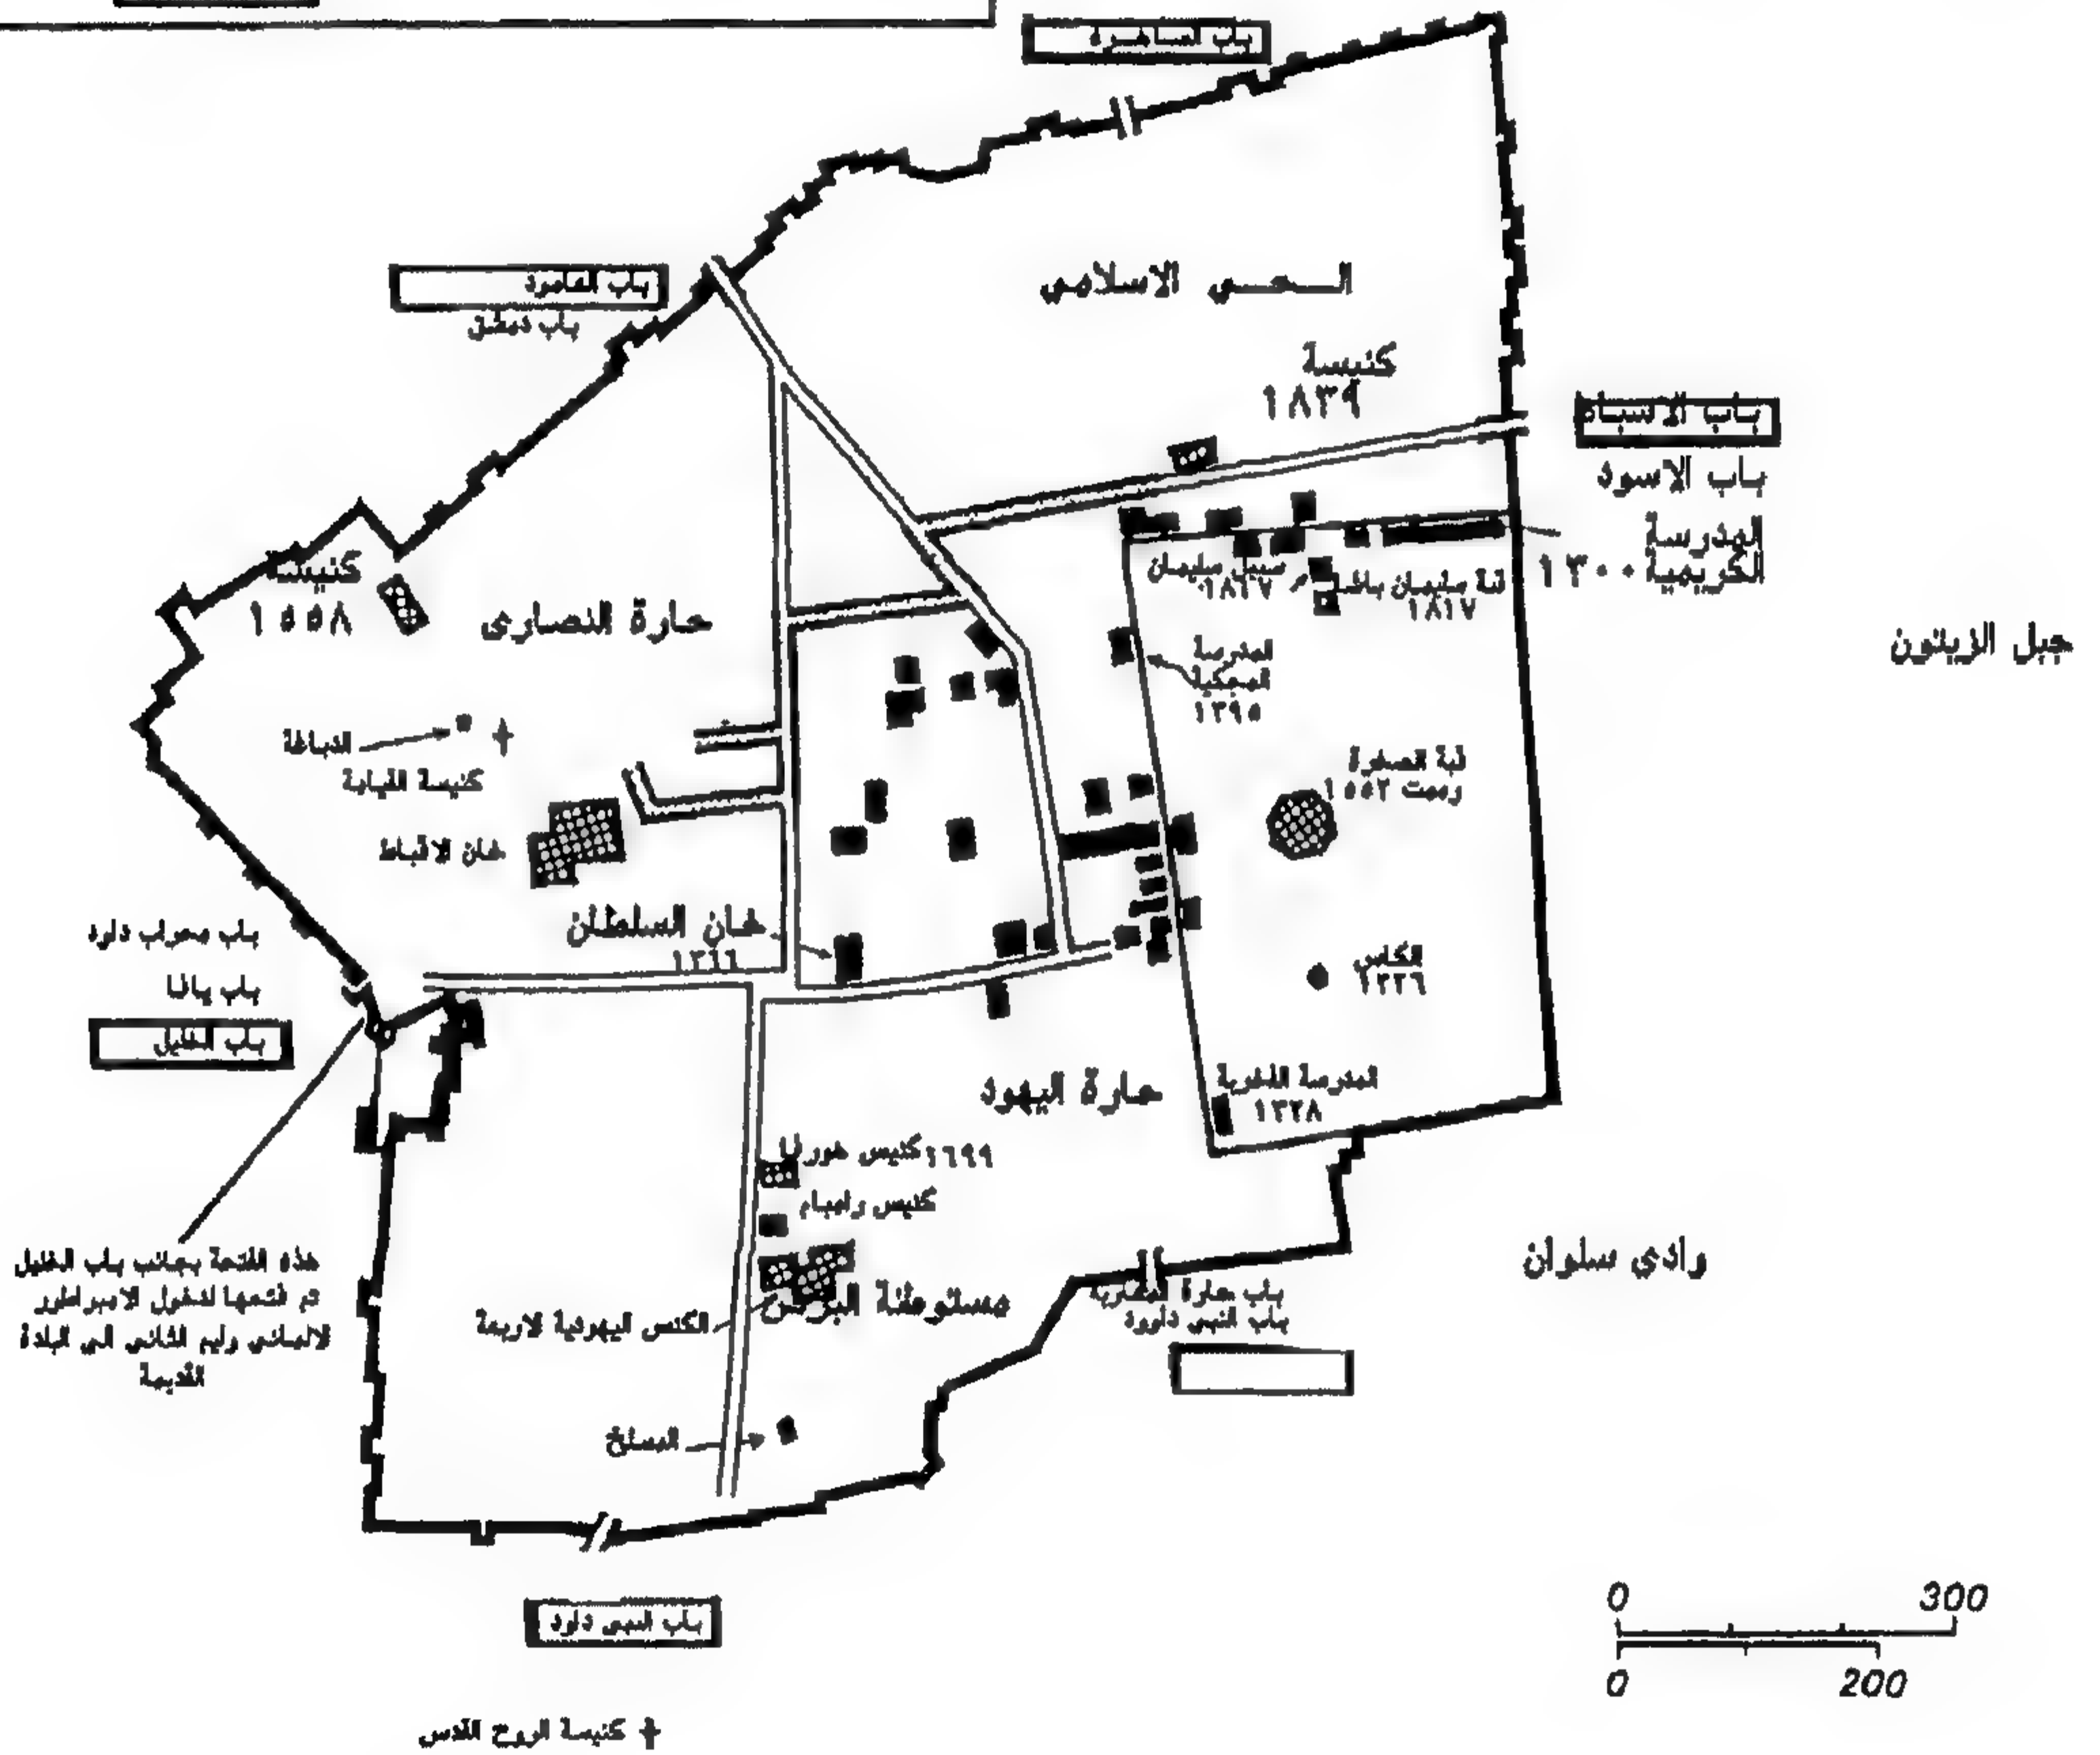 باب الساهرة
باب العامود
باب دمشق
الحي الاسلامي
كنيسة
١٨٣٩
باب الاسباط
باب الاسود
المدرسة
الكريمية ١٣٠٠
كنيسة
١٥٥٨
حارة النصارى
سبيل سليمان
قبة سليمان باشا
١٨١٧
المدرسة
١٣٩٥
جبل الزيتون
الدباغة
كنيسة القيامة
قبة الصخرة
رممت ١٥٥٢
خان الاقباط
خان السلطان
باب محراب داود
باب يافا
باب الخليل
الكاس
المدرسة الفخرية
حارة اليهود
كنيس حوربا ١٦٩٩
كنيس رامبام
هذه الفتحة بجانب باب الخليل
تم فتحها لدخول الامبراطور
الالماني وليم الثاني الى البلدة
القديمة
مستوطنة
الكنس اليهودية الاربعة
باب حارة المغاربة
باب النبي داوود
وادي سلوان
المسلخ
باب النبي داود
0 300
0 200
كنيسة الروح القدس